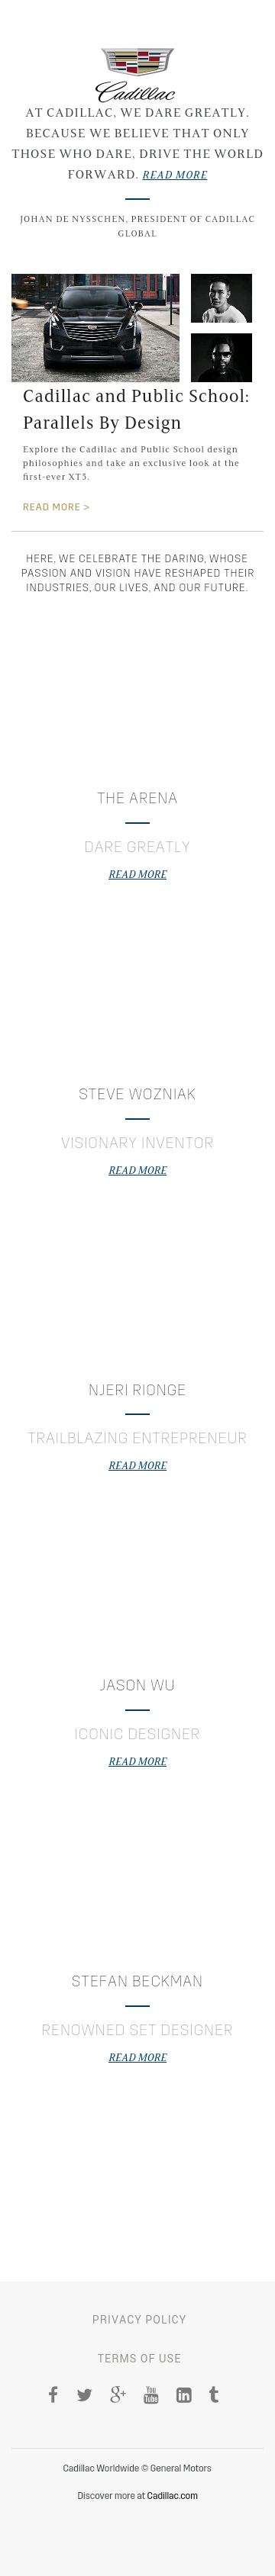 Cadillac
AT CADILLAC, WE DARE GREATLY.
BECAUSE WE BELIEVE THAT ONLY
THOSE WHO DARE, DRIVE THE WORLD
FORWARD. READ MORE
JOHAN DE NYSSCHEN, PRESIDENT OF CADILLAC
GLOBAL
Cadillac and Public School:
Parallels By Design
Explore the Cadillac and Public School design
philosophies and take an exclusive look at the
first-ever XT5.
READ MORE >
HERE, WE CELEBRATE THE DARING, WHOSE
PASSION AND VISION HAVE RESHAPED THEIR
INDUSTRIES, OUR LIVES, AND OUR FUTURE.
THE ARENA
DARE GREATLY
READ MORE
STEVE WOZNIAK
VISIONARY INVENTOR
READ MORE
NJERI RIONGE
TRAILBLAZING ENTREPRENEUR
READ MORE
JASON WU
ICONIC DESIGNER
READ MORE
STEFAN BECKMAN
RENOWNED SET DESIGNER
READ MORE
PRIVACY POLICY
TERMS OF USE
Cadillac Worldwide © General Motors
Discover more at Cadillac.com